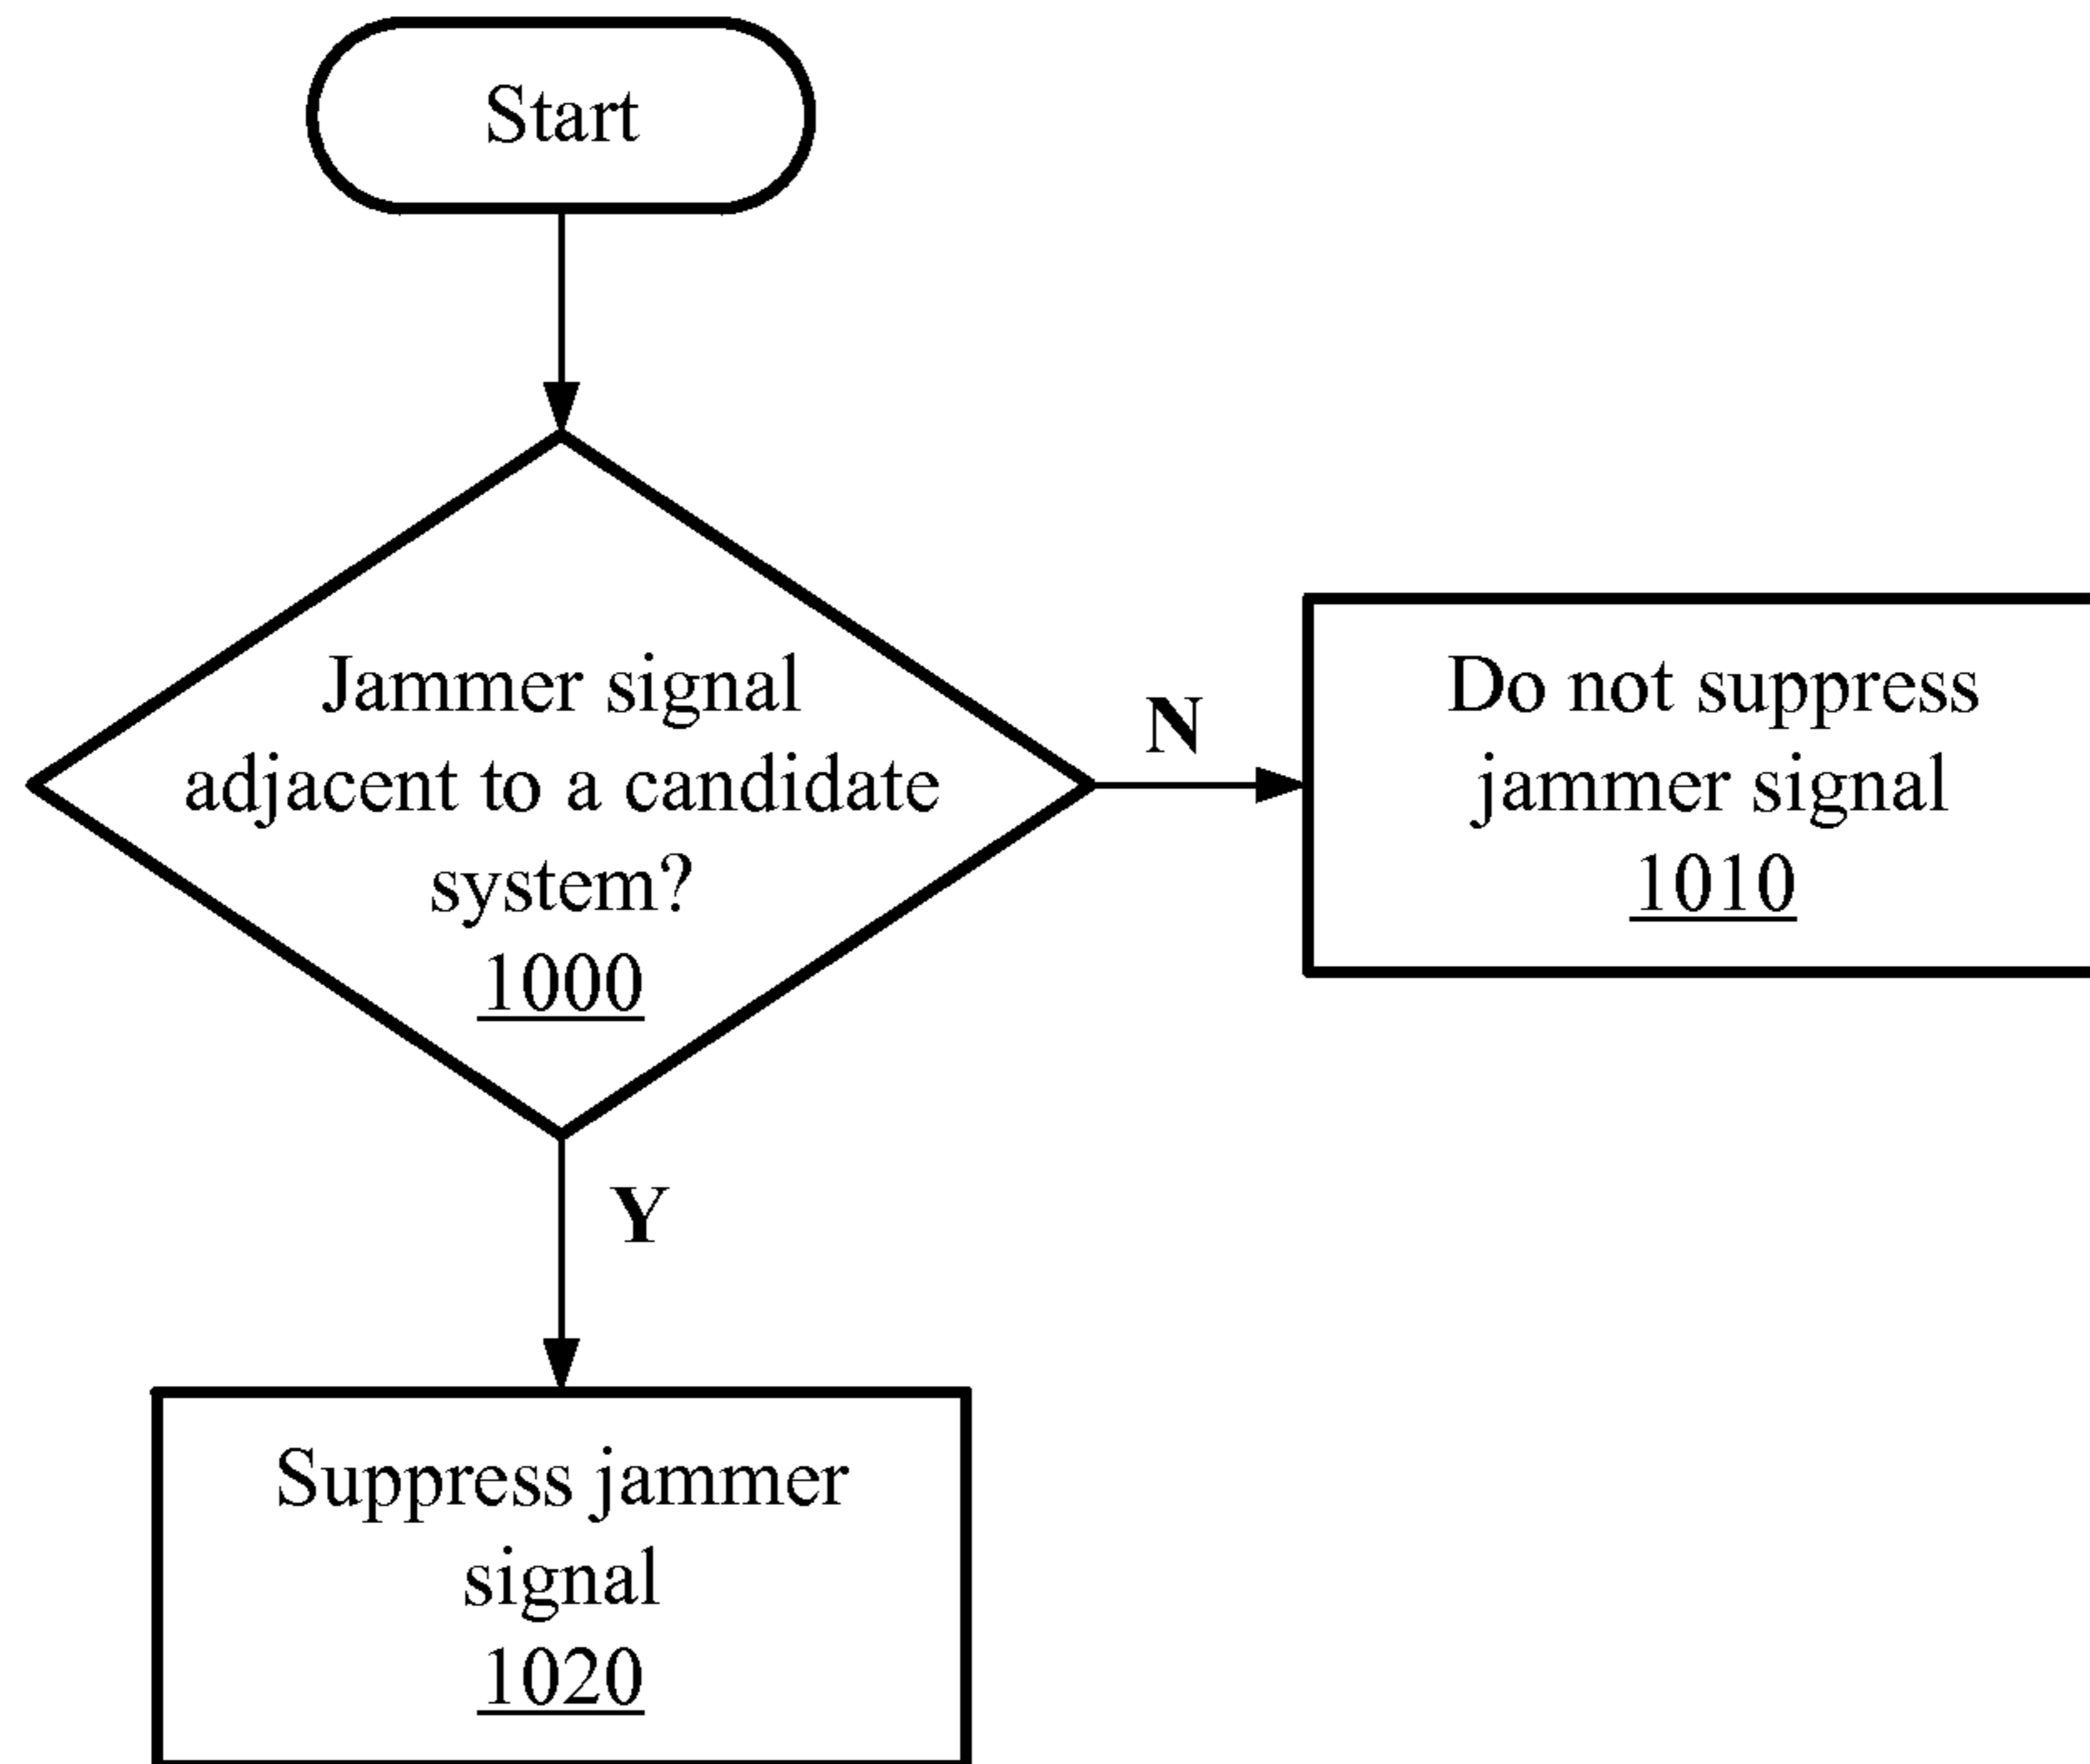 Start
Jammer signal
adjacent to a candidate
system?
1000
N
Do not suppress
jammer signal
1010
Y
Suppress jammer
signal
1020